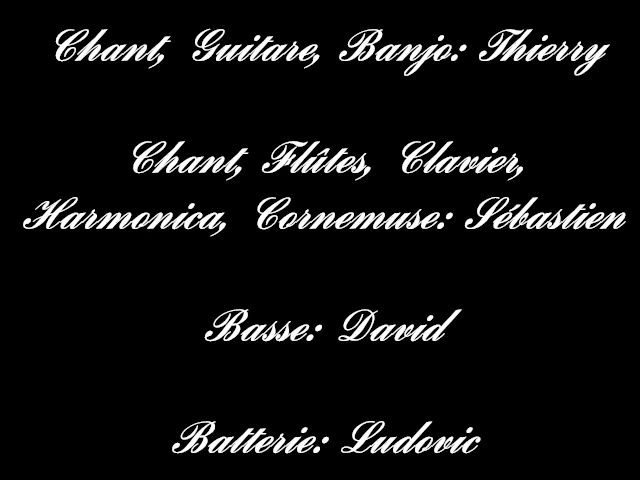 Chant, Guitare, Banjo: Thierry
Chant, Flûtes, Clavier,
Harmonica, Cornemuse: Sébastien
Basse: David
Batterie: Ludovic